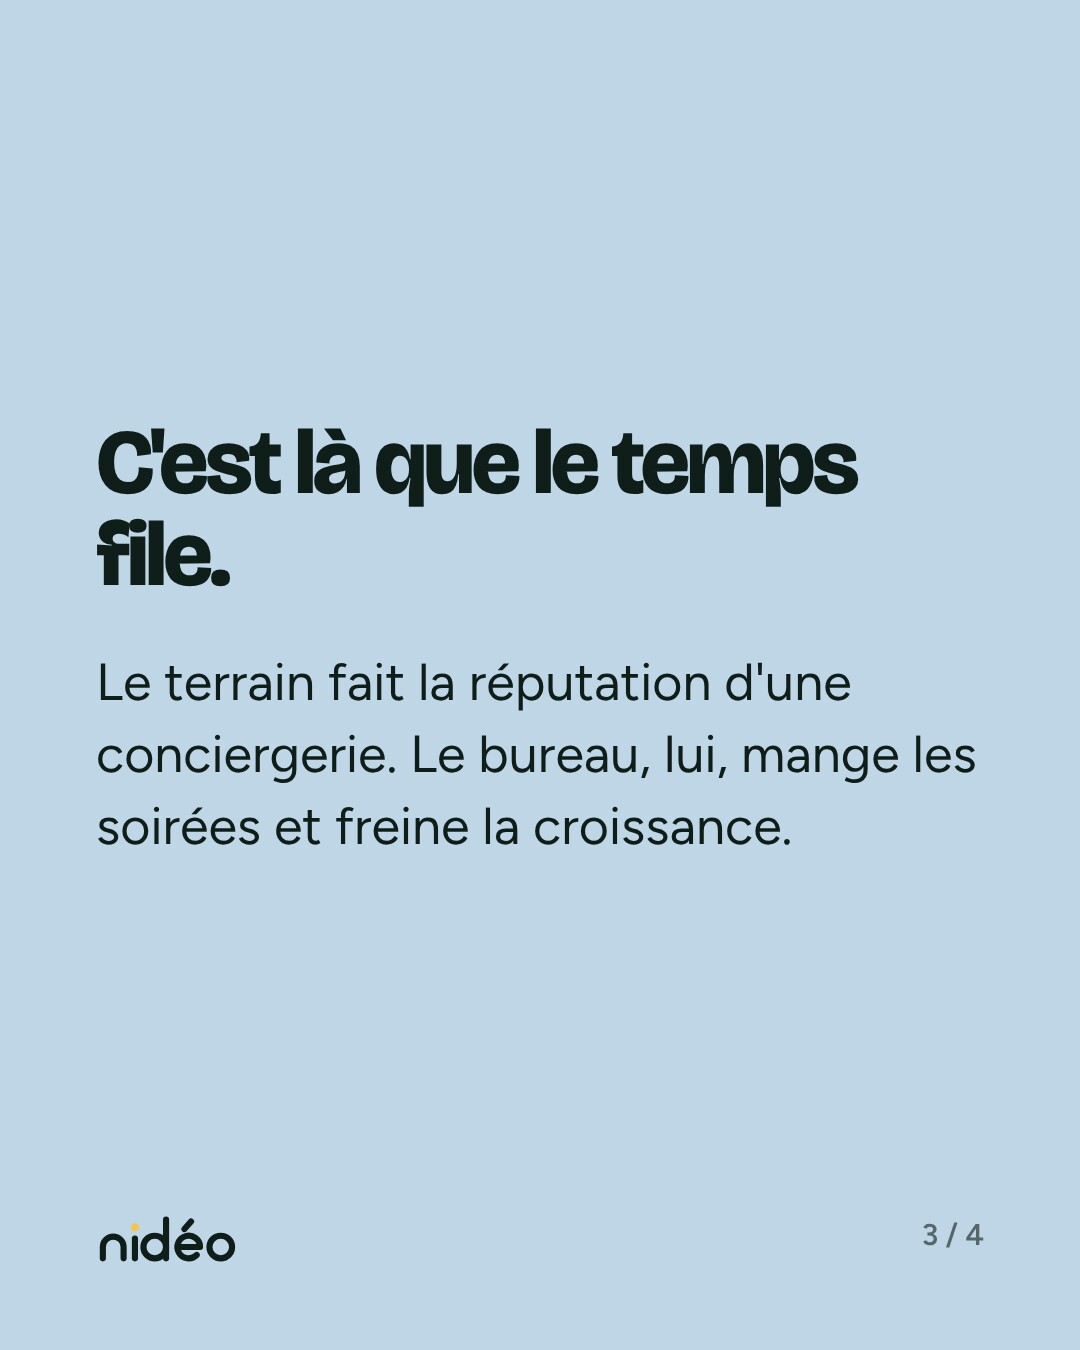 C'est là que le temps
file.
Le terrain fait la réputation d'une
conciergerie. Le bureau, lui, mange les
soirées et freine la croissance.
nidéo
3 / 4